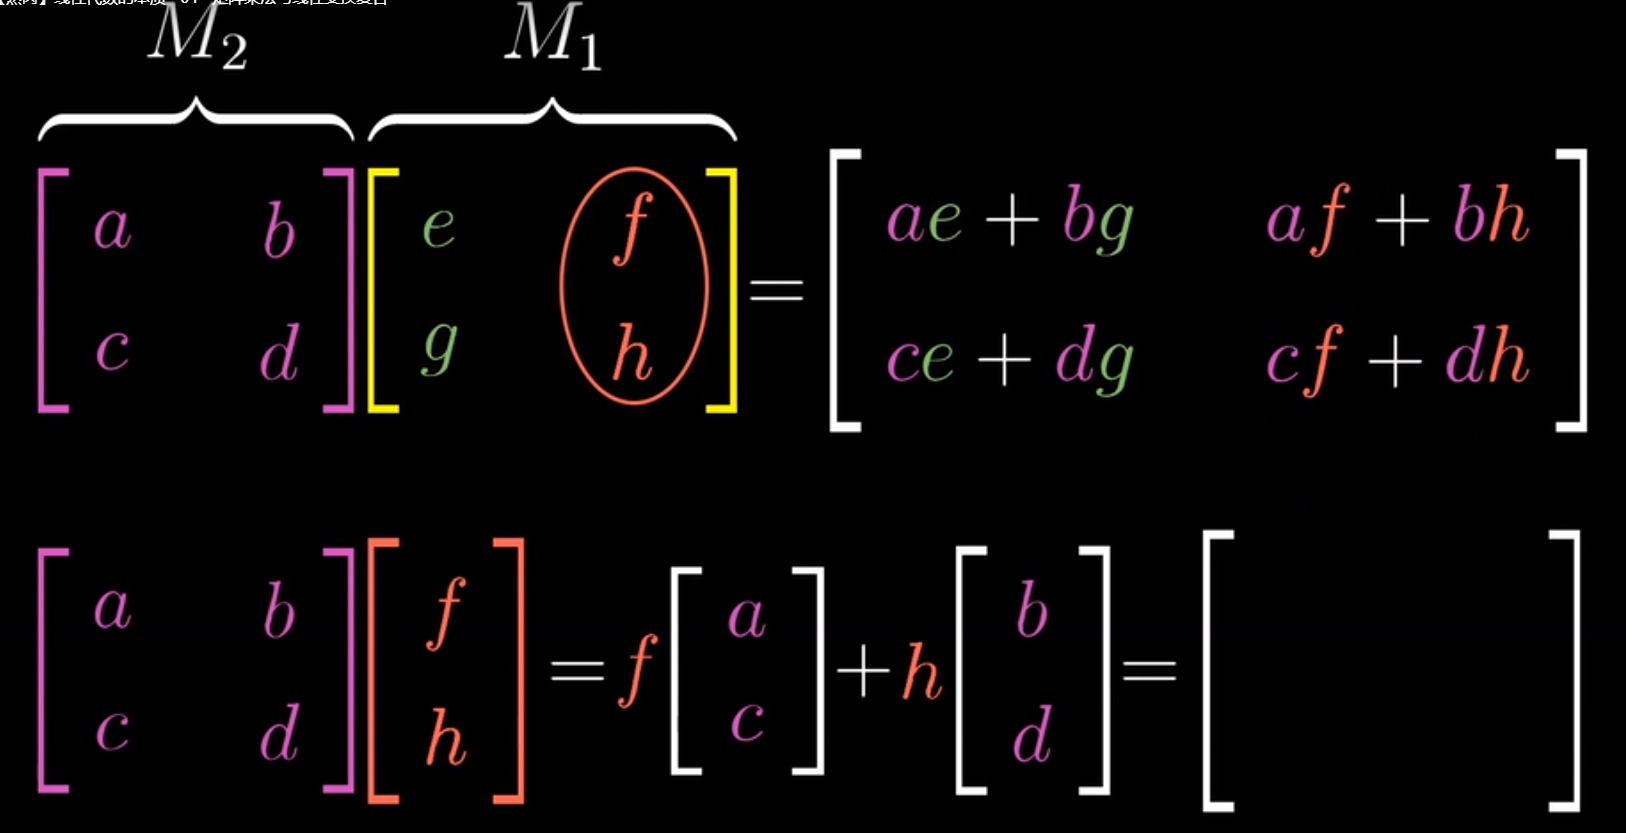 M₂ M₁
[a b; c d] [e f; g h] = [ae + bg af + bh; ce + dg cf + dh]
[a b; c d] [f; h] = f [a; c] + h [b; d] = [ ]